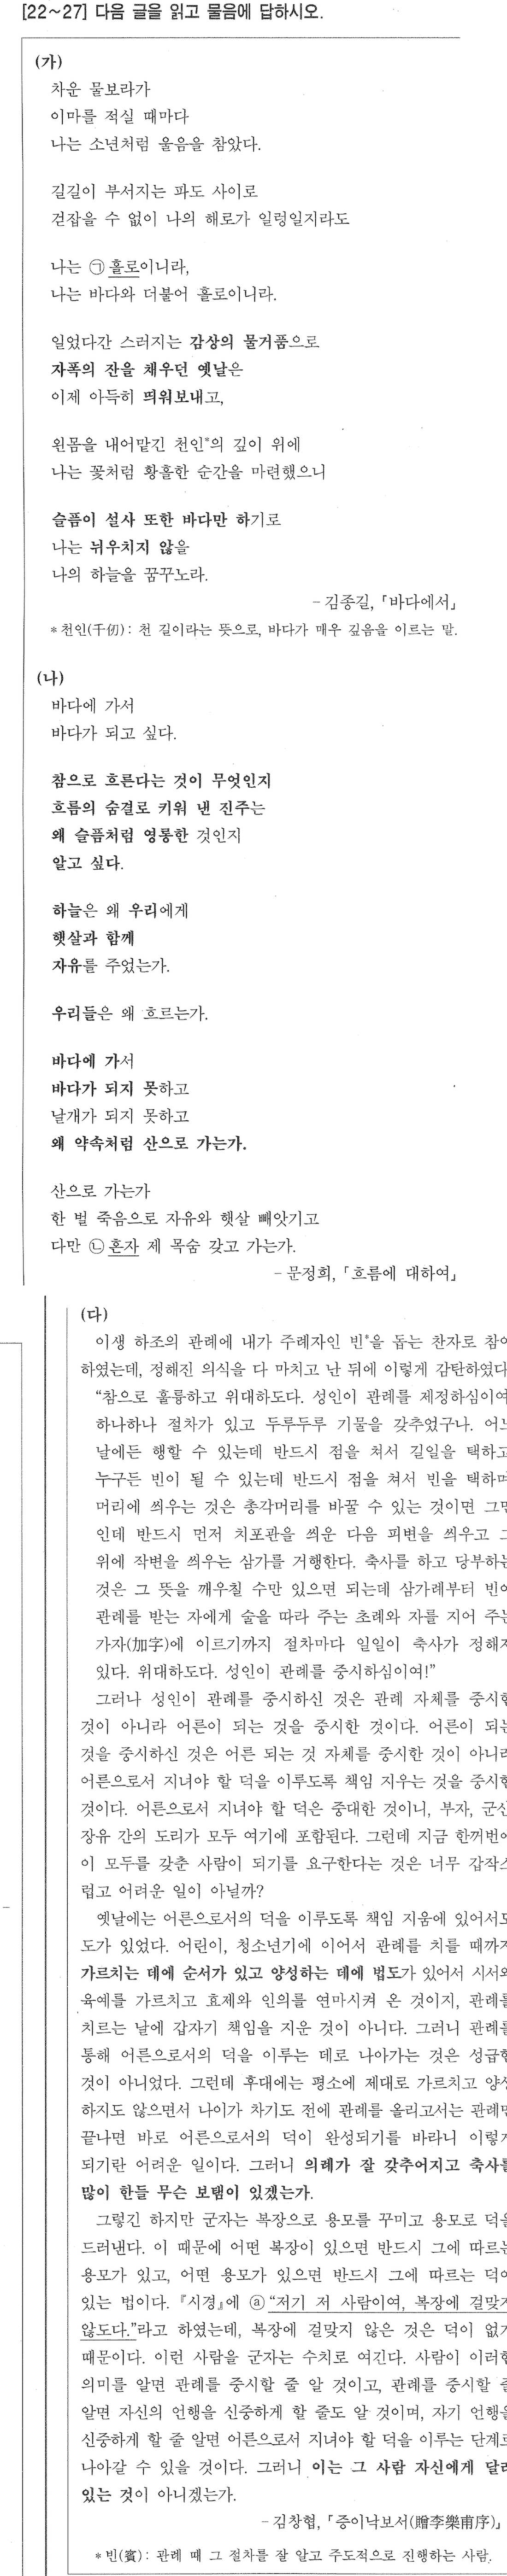 [22~27] 다음 글을 읽고 물음에 답하시오.
(가)
차운 물보라가
이마를 적실 때마다
나는 소년처럼 울음을 참았다.
길길이 부서지는 파도 사이로
걷잡을 수 없이 나의 해로가 일렁일지라도
나는 ㉠홀로이니라,
나는 바다와 더불어 홀로이니라.
일었다간 스러지는 감상의 물거품으로
자폭의 잔을 채우던 옛날은
이제 아득히 띄워보내고,
왼몸을 내어맡긴 천인*의 깊이 위에
나는 꽃처럼 황홀한 순간을 마련했으니
슬픔이 설사 또한 바다만 하기로
나는 뉘우치지 않을
나의 하늘을 꿈꾸노라.
- 김종길, 「바다에서」
* 천인(千仞) : 천 길이라는 뜻으로, 바다가 매우 깊음을 이르는 말.
(나)
바다에 가서
바다가 되고 싶다.
참으로 흐른다는 것이 무엇인지
흐름의 숨결로 키워 낸 진주는
왜 슬픔처럼 영롱한 것인지
알고 싶다.
하늘은 왜 우리에게
햇살과 함께
자유를 주었는가.
우리들은 왜 흐르는가.
바다에 가서
바다가 되지 못하고
날개가 되지 못하고
왜 약속처럼 산으로 가는가.
산으로 가는가
한 벌 죽음으로 자유와 햇살 빼앗기고
다만 ㉡혼자 제 목숨 갖고 가는가.
- 문정희, 「흐름에 대하여」
(다)
이생 하조의 관례에 내가 주례자인 빈*을 돕는 찬자로 참여
하였는데, 정해진 의식을 다 마치고 난 뒤에 이렇게 감탄하였다
“참으로 훌륭하고 위대하도다. 성인이 관례를 제정하심이여
하나하나 절차가 있고 두루두루 기물을 갖추었구나. 어느
날에든 행할 수 있는데 반드시 점을 쳐서 길일을 택하고
누구든 빈이 될 수 있는데 반드시 점을 쳐서 빈을 택하며
머리에 씌우는 것은 총각머리를 바꿀 수 있는 것이면 그만
인데 반드시 먼저 치포관을 씌운 다음 피변을 씌우고 그
위에 작변을 씌우는 삼가를 거행한다. 축사를 하고 당부하는
것은 그 뜻을 깨우칠 수만 있으면 되는데 삼가례부터 빈이
관례를 받는 자에게 술을 따라 주는 초례와 자를 지어 주는
가자(加字)에 이르기까지 절차마다 일일이 축사가 정해져
있다. 위대하도다. 성인이 관례를 중시하심이여!”
그러나 성인이 관례를 중시하신 것은 관례 자체를 중시한
것이 아니라 어른이 되는 것을 중시한 것이다. 어른이 되는
것을 중시하신 것은 어른 되는 것 자체를 중시한 것이 아니라
어른으로서 지녀야 할 덕을 이루도록 책임 지우는 것을 중시한
것이다. 어른으로서 지녀야 할 덕은 중대한 것이니, 부자, 군신
장유 간의 도리가 모두 여기에 포함된다. 그런데 지금 한꺼번에
이 모두를 갖춘 사람이 되기를 요구한다는 것은 너무 갑작스
럽고 어려운 일이 아닐까?
옛날에는 어른으로서의 덕을 이루도록 책임 지움에 있어서도
도가 있었다. 어린이, 청소년기에 이어서 관례를 치를 때까지
가르치는 데에 순서가 있고 양성하는 데에 법도가 있어서 시서와
육예를 가르치고 효제와 인의를 연마시켜 온 것이지, 관례를
치르는 날에 갑자기 책임을 지운 것이 아니다. 그러니 관례를
통해 어른으로서의 덕을 이루는 데로 나아가는 것은 성급한
것이 아니었다. 그런데 후대에는 평소에 제대로 가르치고 양성
하지도 않으면서 나이가 차기도 전에 관례를 올리고서는 관례만
끝나면 바로 어른으로서의 덕이 완성되기를 바라니 이렇게
되기란 어려운 일이다. 그러니 의례가 잘 갖추어지고 축사를
많이 한들 무슨 보탬이 있겠는가.
그렇긴 하지만 군자는 복장으로 용모를 꾸미고 용모로 덕을
드러낸다. 이 때문에 어떤 복장이 있으면 반드시 그에 따르는
용모가 있고, 어떤 용모가 있으면 반드시 그에 따르는 덕이
있는 법이다. 『시경』에 ⓐ“저기 저 사람이여, 복장에 걸맞지
않도다.”라고 하였는데, 복장에 걸맞지 않은 것은 덕이 없기
때문이다. 이런 사람을 군자는 수치로 여긴다. 사람이 이러한
의미를 알면 관례를 중시할 줄 알 것이고, 관례를 중시할 줄
알면 자신의 언행을 신중하게 할 줄도 알 것이며, 자기 언행을
신중하게 할 줄 알면 어른으로서 지녀야 할 덕을 이루는 단계로
나아갈 수 있을 것이다. 그러니 이는 그 사람 자신에게 달려
있는 것이 아니겠는가.
- 김창협, 「증이낙보서(贈李樂甫序)」
* 빈(賓) : 관례 때 그 절차를 잘 알고 주도적으로 진행하는 사람.